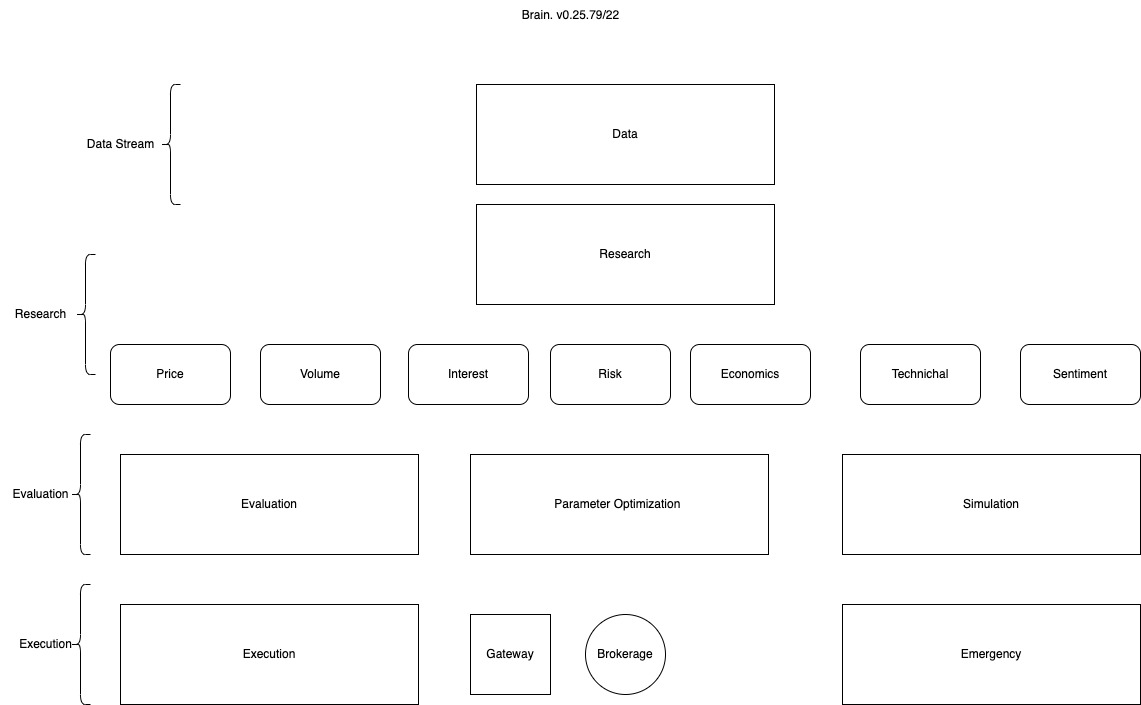 Brain. v0.25.79/22
Data Stream
Data
Research
Research
Price
Volume
Interest
Risk
Economics
Technichal
Sentiment
Evaluation
Evaluation
Parameter Optimization
Simulation
Execution
Execution
Gateway
Brokerage
Emergency